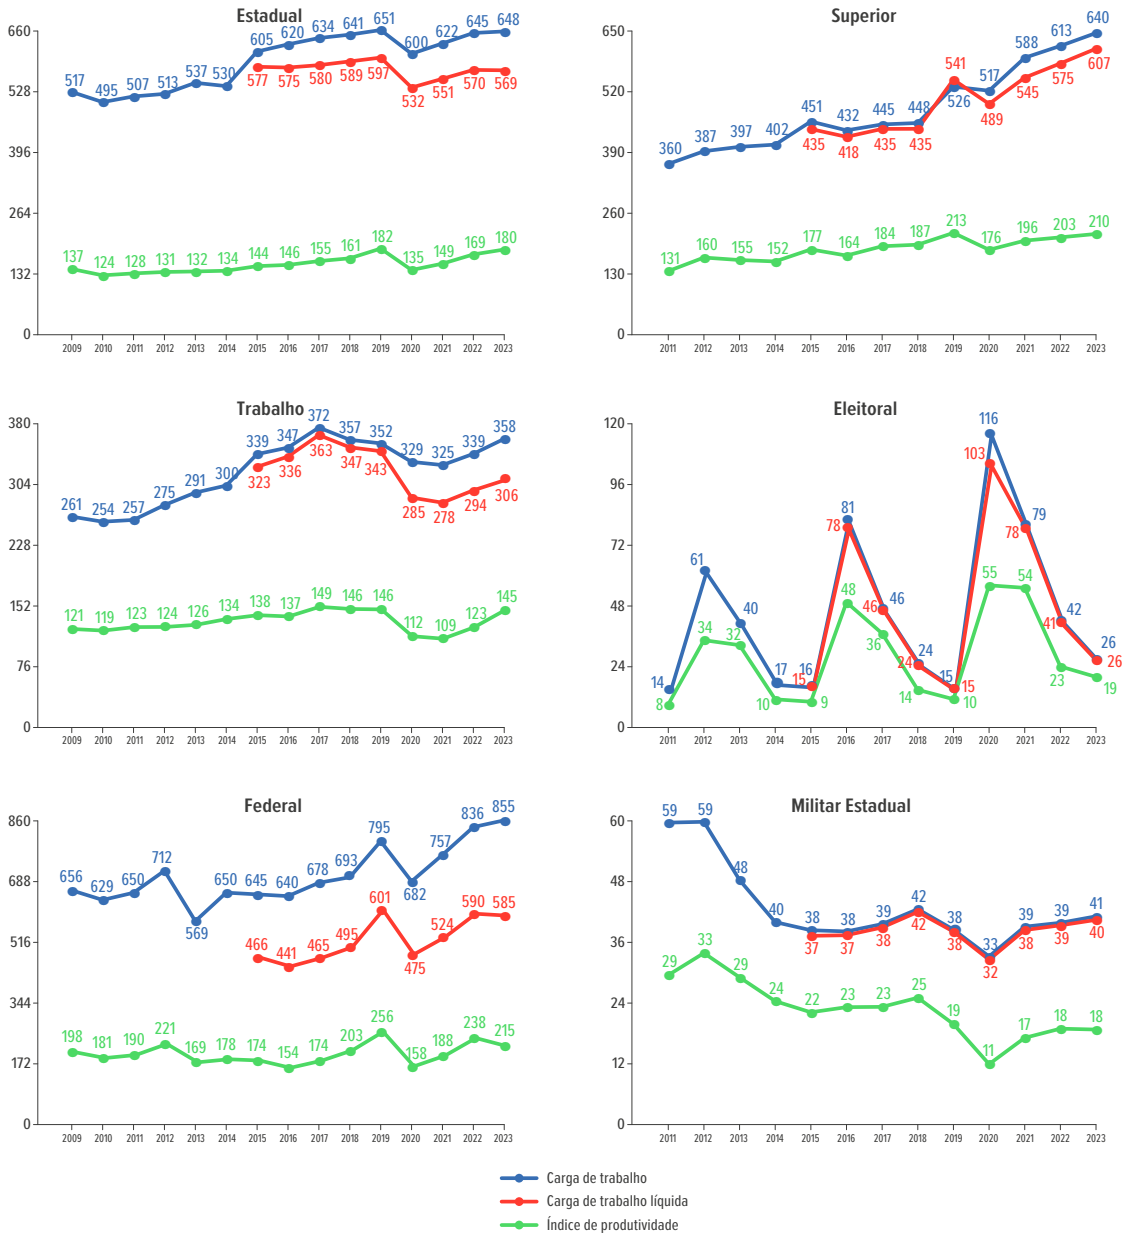 Estadual
660
528
396
264
132
0
517 495 507 513 537 530 605 620 634 641 651 600 622 645 648
577 575 580 589 597 532 551 570 569
137 124 128 131 132 134 144 146 155 161 182 135 149 169 180
2009 2010 2011 2012 2013 2014 2015 2016 2017 2018 2019 2020 2021 2022 2023
Superior
650
520
390
260
130
0
360 387 397 402 451 432 445 448 526 517 588 613 640
435 418 435 435 541 489 545 575 607
131 160 155 152 177 164 184 187 213 176 196 203 210
2011 2012 2013 2014 2015 2016 2017 2018 2019 2020 2021 2022 2023
Trabalho
380
304
228
152
76
0
261 254 257 275 291 300 339 347 372 357 352 329 325 339 358
323 336 363 347 343 285 278 294 306
121 119 123 124 126 134 138 137 149 146 146 112 109 123 145
2009 2010 2011 2012 2013 2014 2015 2016 2017 2018 2019 2020 2021 2022 2023
Eleitoral
120
96
72
48
24
0
14 61 40 17 16 81 46 24 15 116 79 42 26
15 78 46 24 15 103 78 41 26
8 34 32 10 9 48 36 14 10 55 54 23 19
2011 2012 2013 2014 2015 2016 2017 2018 2019 2020 2021 2022 2023
Federal
860
688
516
344
172
0
656 629 650 712 569 650 645 640 678 693 795 682 757 836 855
466 441 465 495 601 475 524 590 585
198 181 190 221 169 178 174 154 174 203 256 158 188 238 215
2009 2010 2011 2012 2013 2014 2015 2016 2017 2018 2019 2020 2021 2022 2023
Militar Estadual
60
48
36
24
12
0
59 59 48 40 38 38 39 42 38 33 39 39 41
37 37 38 42 38 32 38 39 40
29 33 29 24 22 23 23 25 19 11 17 18 18
2011 2012 2013 2014 2015 2016 2017 2018 2019 2020 2021 2022 2023
Carga de trabalho
Carga de trabalho líquida
Índice de produtividade